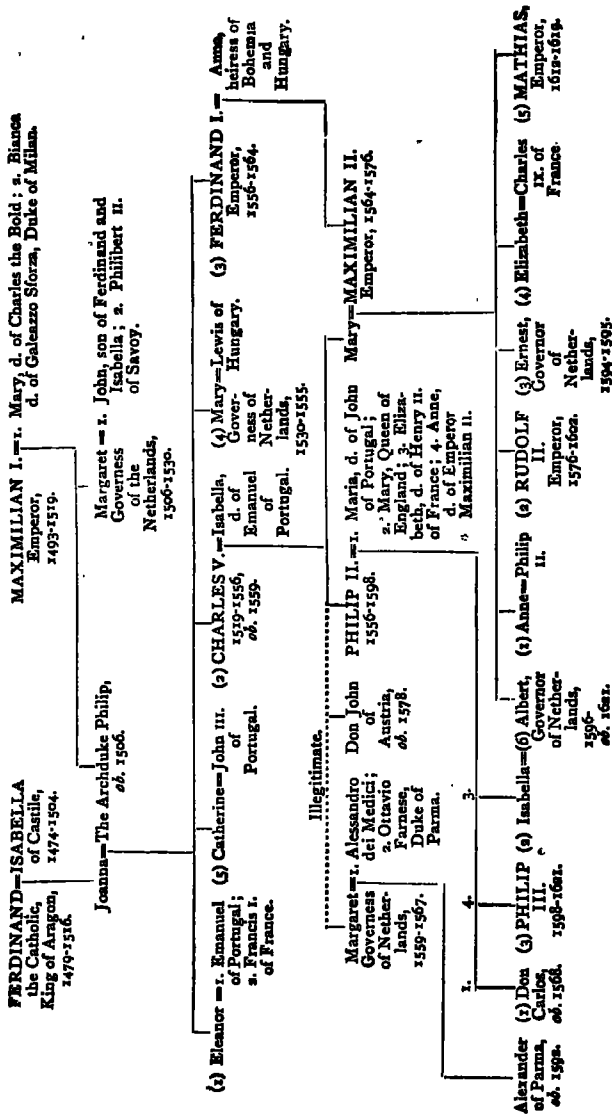 FERDINAND=ISABELLA
the Catholic, of Castile,
King of Aragon, 1474-1504.
1479-1516.
MAXIMILIAN I.=1. Mary, d. of Charles the Bold; 2. Bianca
Emperor, d. of Galeazzo Sforza, Duke of Milan.
1493-1519.
Joanna=The Archduke Philip,
ob. 1506.
Margaret=1. John, son of Ferdinand and
Governess Isabella; 2. Philibert II.
of the of Savoy.
Netherlands,
1506-1530.
(1) Eleanor=1. Emanuel
of Portugal;
2. Francis I.
of France.
(5) Catherine=John III.
of Portugal.
(2) CHARLES V.=Isabella,
1519-1556, d. of
ob. 1559. Emanuel
of
Portugal.
(4) Mary=Lewis of
Gover- Hungary.
ness of
Nether-
lands,
1530-1555.
(3) FERDINAND I.=
Emperor,
1556-1564.
Anna,
heiress of
Bohemia
and
Hungary.
Illegitimate.
Margaret=1. Alessandro
Governess dei Medici;
of Nether- 2. Ottavio
lands, Farnese,
1559-1567. Duke of
Parma.
Don John
of
Austria,
ob. 1578.
PHILIP II.=1. Maria, d. of John
1556-1598. of Portugal;
2. Mary, Queen of
England; 3. Eliza-
beth, d. of Henry II.
of France; 4. Anne,
d. of Emperor
Maximilian II.
Mary=MAXIMILIAN II.
Emperor, 1564-1576.
1.
4.
3.
Alexander
of Parma,
ob. 1592.
(1) Don
Carlos,
ob. 1568.
(3) PHILIP
III.
1598-1621.
(2) Isabella=(6) Albert,
Governor
of Nether-
lands,
1596-
ob. 1621.
(1) Anne=Philip
II.
(2) RUDOLF
II.
Emperor,
1576-1602.
(3) Ernest,
Governor
of
Nether-
lands,
1594-1595.
(4) Elizabeth=Charles
IX. of
France.
(5) MATHIAS,
Emperor,
1612-1619.